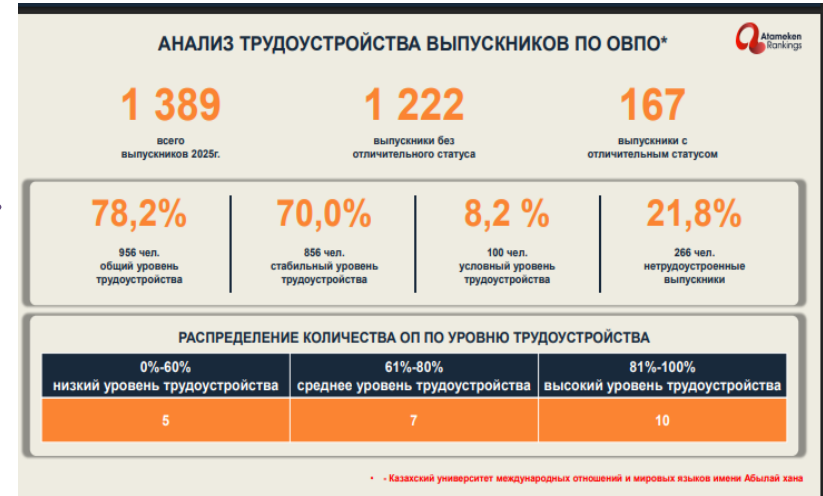 АНАЛИЗ ТРУДОУСТРОЙСТВА ВЫПУСКНИКОВ ПО ОВПО*
Atameken
Rankings
1 389
всего
выпускников 2025г.
1 222
выпускники без
отличительного статуса
167
выпускники с
отличительным статусом
78,2%
956 чел.
общий уровень
трудоустройства
70,0%
856 чел.
стабильный уровень
трудоустройства
8,2 %
100 чел.
условный уровень
трудоустройства
21,8%
266 чел.
нетрудоустроенные
выпускники
РАСПРЕДЕЛЕНИЕ КОЛИЧЕСТВА ОП ПО УРОВНЮ ТРУДОУСТРОЙСТВА
0%-60%
низкий уровень трудоустройства
61%-80%
среднее уровень трудоустройства
81%-100%
высокий уровень трудоустройства
5
7
10
• - Казахский университет международных отношений и мировых языков имени Абылай хана